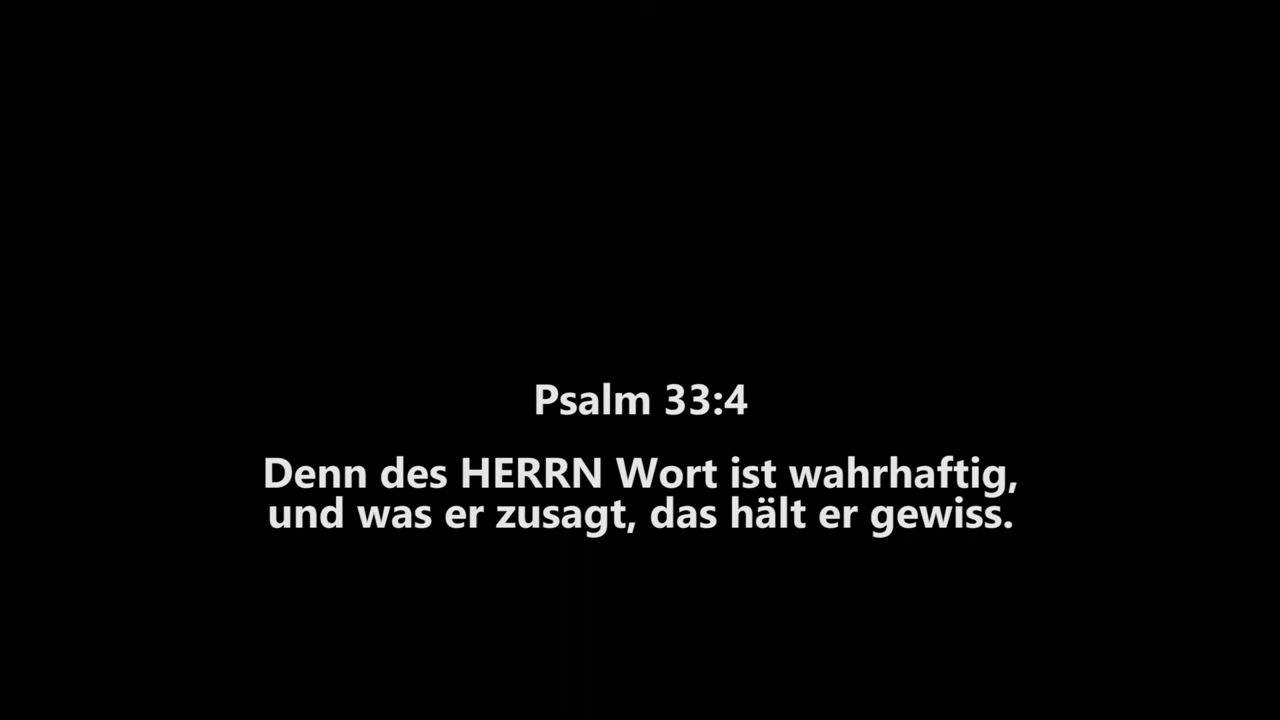 Psalm 33:4
Denn des HERRN Wort ist wahrhaftig,
und was er zusagt, das hält er gewiss.